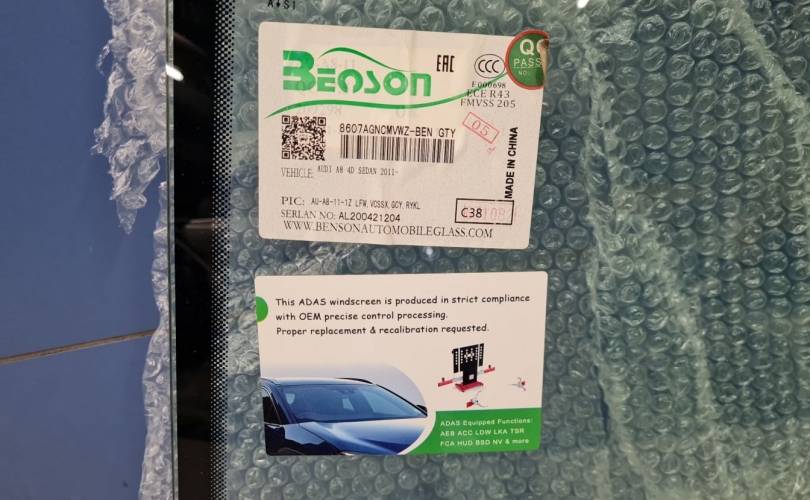 BENSON
EAC
CCC
QC
PASS
E000698
ECE R43
FMVSS 205
05
8607AGNCMVWZ-BEN GTY
VEHICLE: AUDI A8 4D SEDAN 2011-
MADE IN CHINA
PIC: AU-A8-11-1Z LFW, VCSSX, GCY, RYKL
C38
SERLAN NO: AL200421204
WWW.BENSONAUTOMOBILEGLASS.COM
This ADAS windscreen is produced in strict compliance
with OEM precise control processing.
Proper replacement & recalibration requested.
ADAS Equipped Functions:
AEB ACC LDW LKA TSR
FCA HUD BSD NV & more